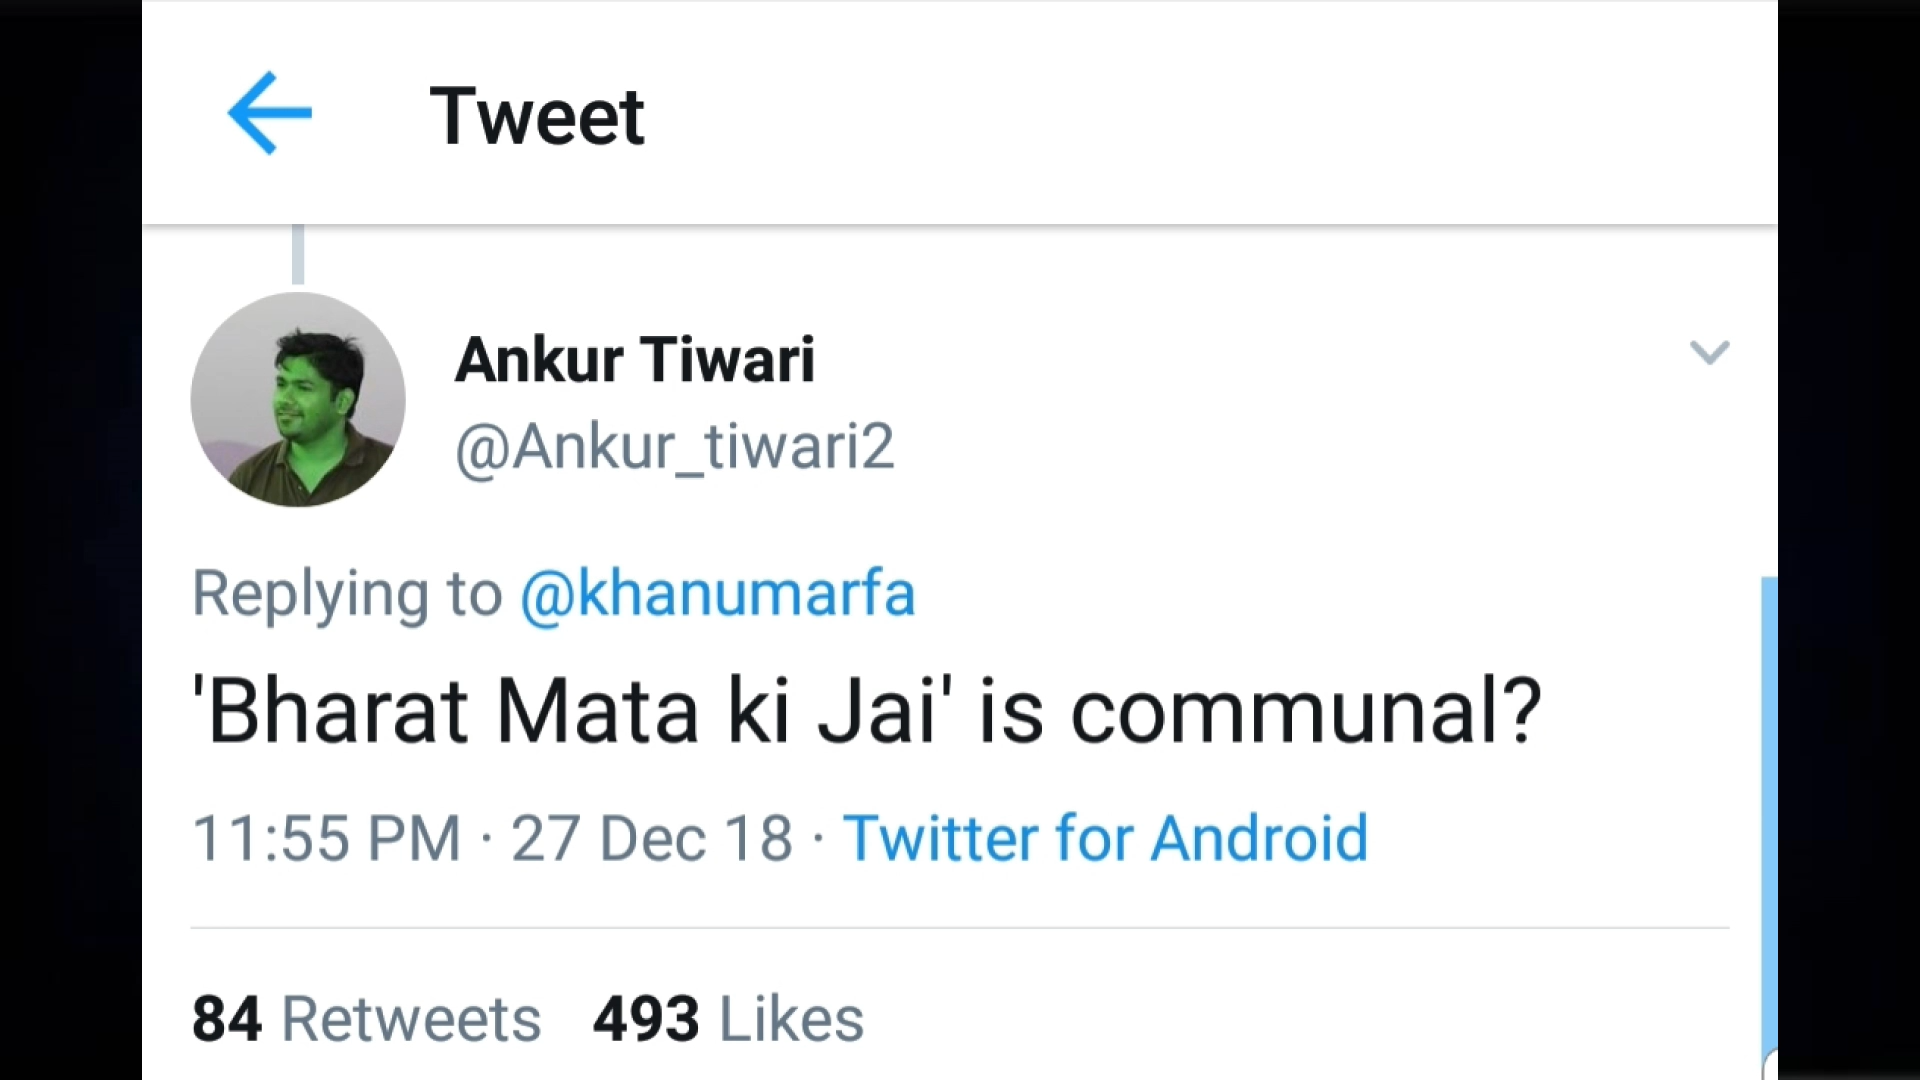 Tweet
Ankur Tiwari
@Ankur_tiwari2
Replying to @khanumarfa
'Bharat Mata ki Jai' is communal?
11:55 PM · 27 Dec 18 · Twitter for Android
84 Retweets 493 Likes